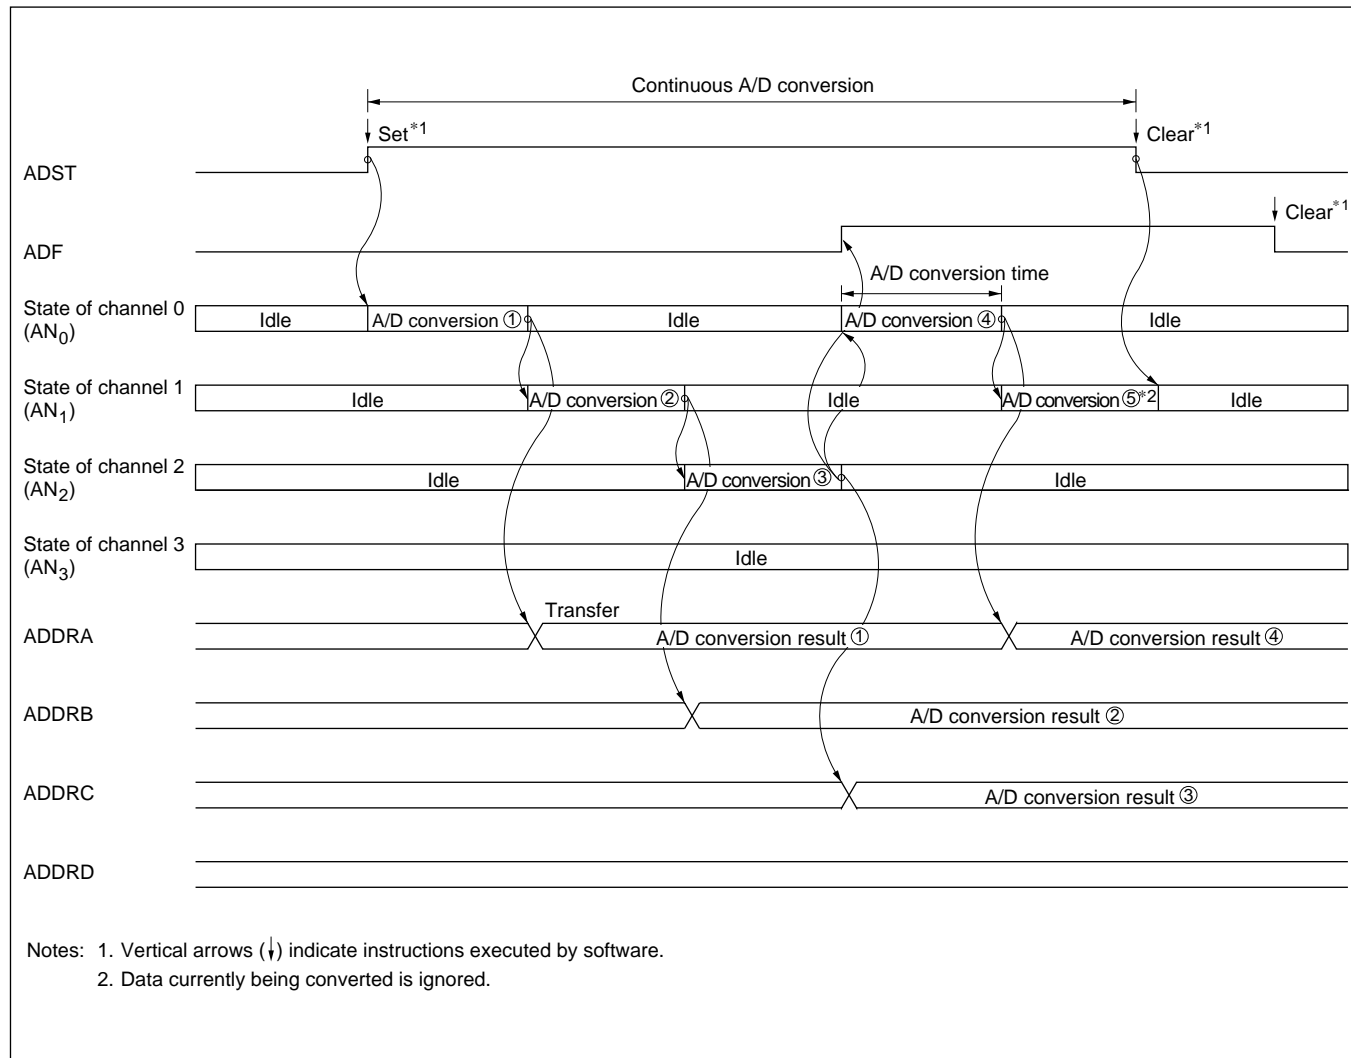 Continuous A/D conversion
Set*1
Clear*1
ADST
Clear*1
ADF
A/D conversion time
State of channel 0
(AN0)
Idle
A/D conversion ①
Idle
A/D conversion ④
Idle
State of channel 1
(AN1)
Idle
A/D conversion ②
Idle
A/D conversion ⑤*2
Idle
State of channel 2
(AN2)
Idle
A/D conversion ③
Idle
State of channel 3
(AN3)
Idle
Transfer
ADDRA
A/D conversion result ①
A/D conversion result ④
ADDRB
A/D conversion result ②
ADDRC
A/D conversion result ③
ADDRD
Notes: 1. Vertical arrows (↓) indicate instructions executed by software.
2. Data currently being converted is ignored.